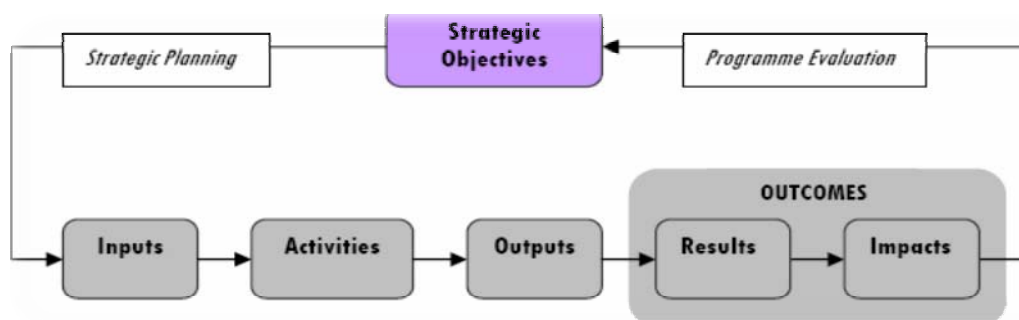 Strategic Planning
Strategic
Objectives
Programme Evaluation
OUTCOMES
Inputs
Activities
Outputs
Results
Impacts